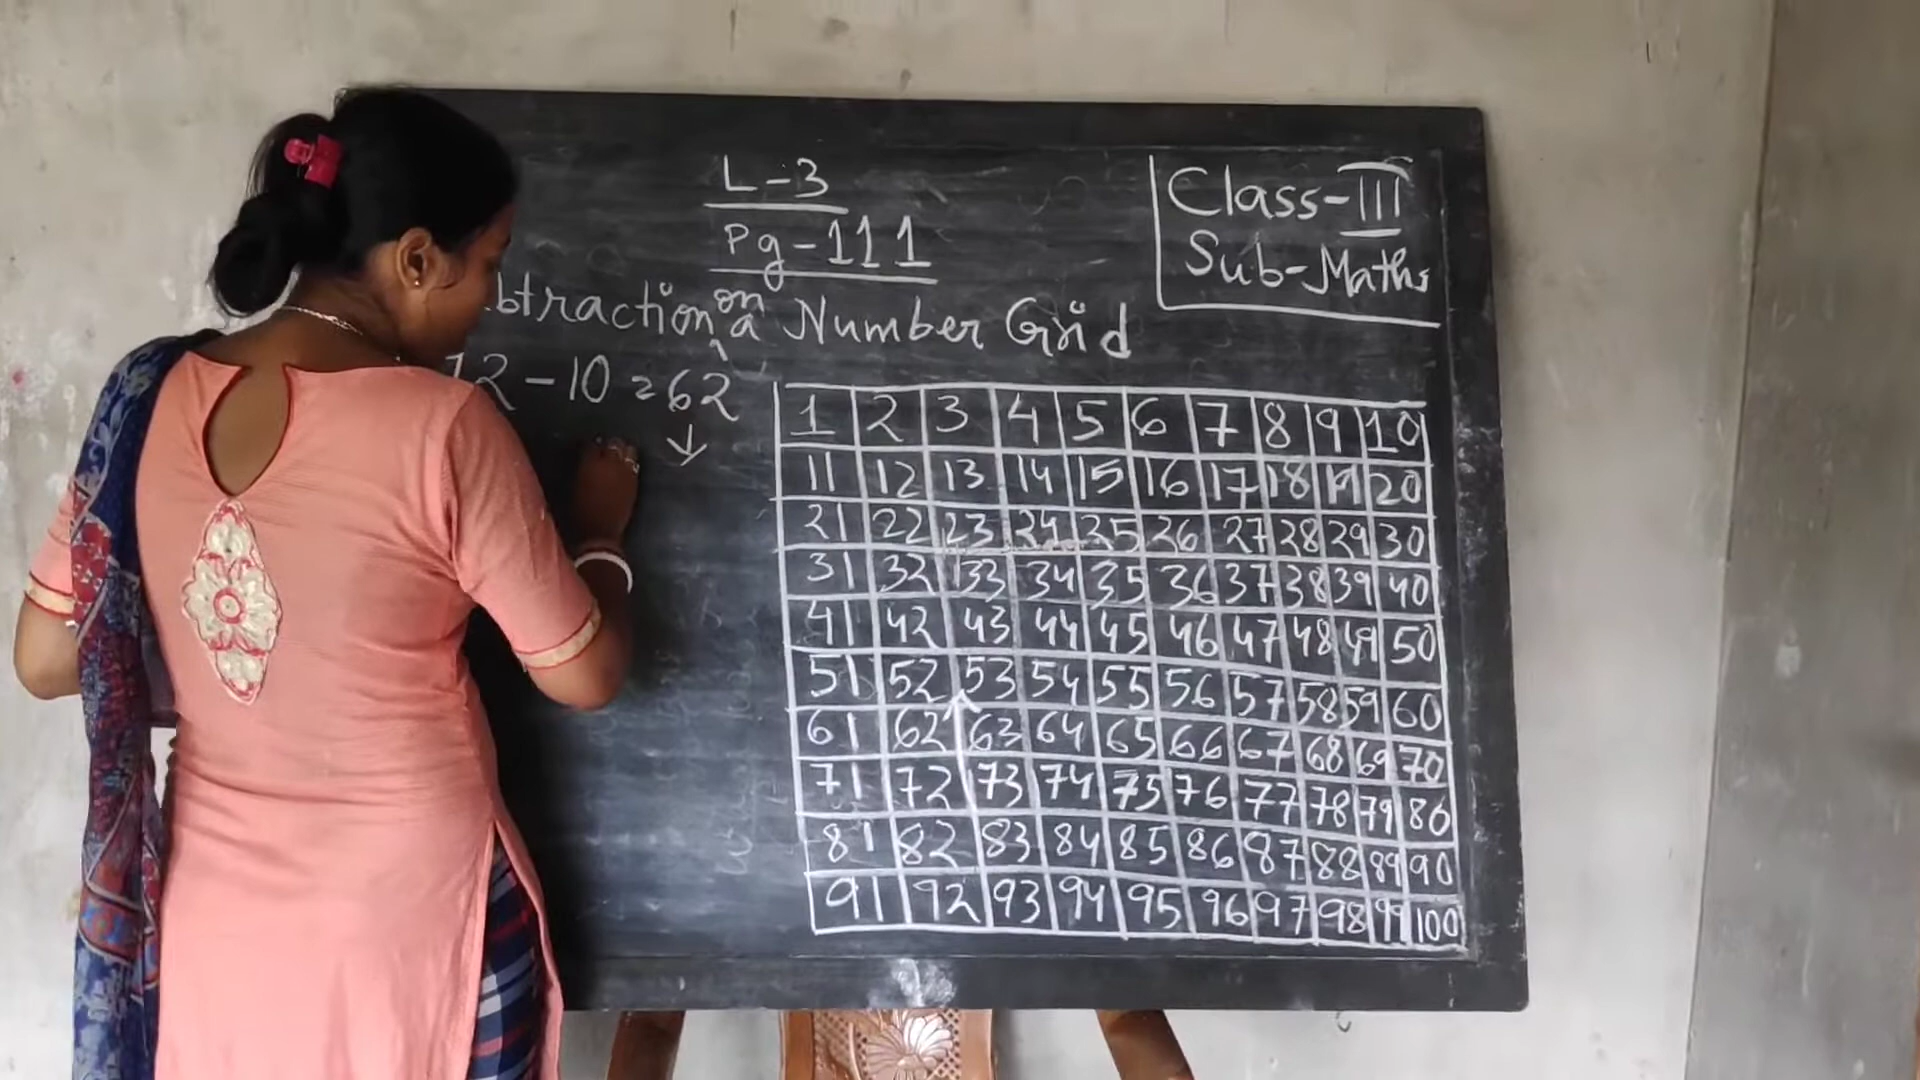 L-3
Pg-111
Class-III
Sub-Maths
btraction on a Number Grid
72-10=62
1 2 3 4 5 6 7 8 9 10
11 12 13 14 15 16 17 18 19 20
21 22 23 24 25 26 27 28 29 30
31 32 33 34 35 36 37 38 39 40
41 42 43 44 45 46 47 48 49 50
51 52 53 54 55 56 57 58 59 60
61 62 63 64 65 66 67 68 69 70
71 72 73 74 75 76 77 78 79 80
81 82 83 84 85 86 87 88 89 90
91 92 93 94 95 96 97 98 99 100